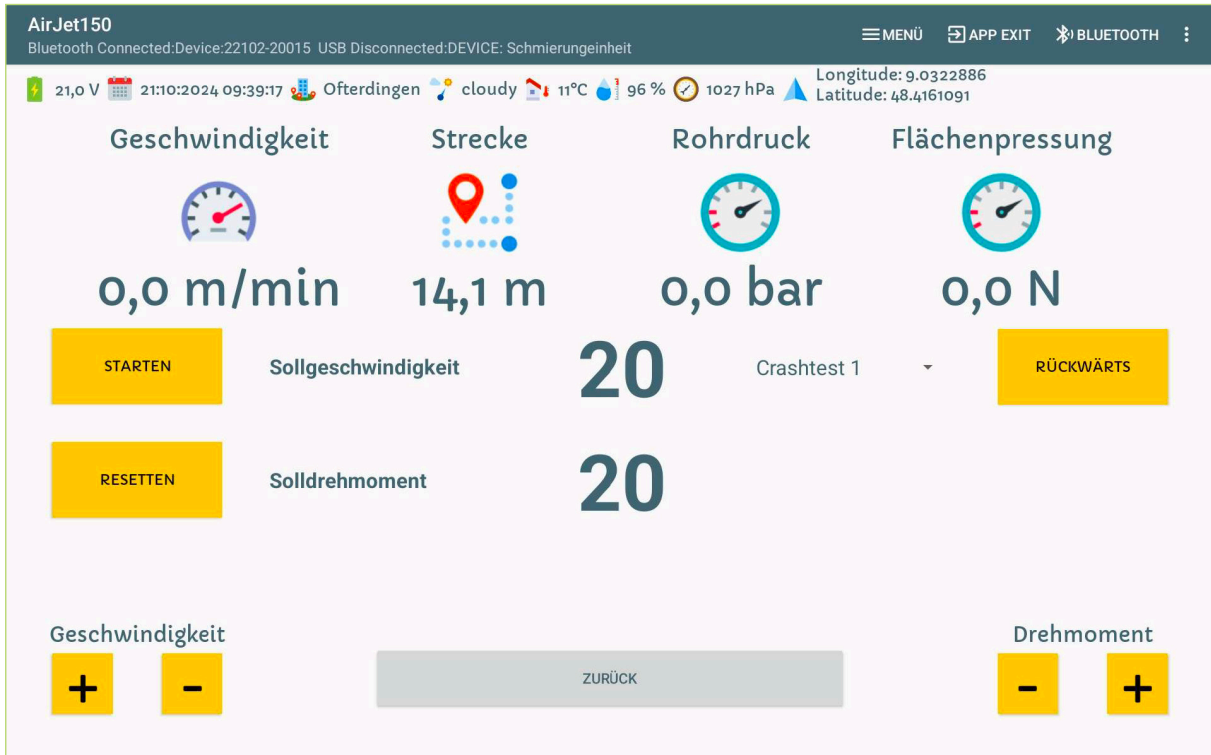 AirJet150
Bluetooth Connected:Device:22102-20015 USB Disconnected:DEVICE: Schmierungeinheit
MENÜ APP EXIT BLUETOOTH
21,0 V 21:10:2024 09:39:17 Ofterdingen cloudy 11°C 96 % 1027 hPa
Longitude: 9.0322886
Latitude: 48.4161091
Geschwindigkeit Strecke Rohrdruck Flächenpressung
0,0 m/min 14,1 m 0,0 bar 0,0 N
STARTEN Sollgeschwindigkeit 20 Crashtest 1 RÜCKWÄRTS
RESETTEN Solldrehmoment 20
Geschwindigkeit Drehmoment
+ - ZURÜCK - +